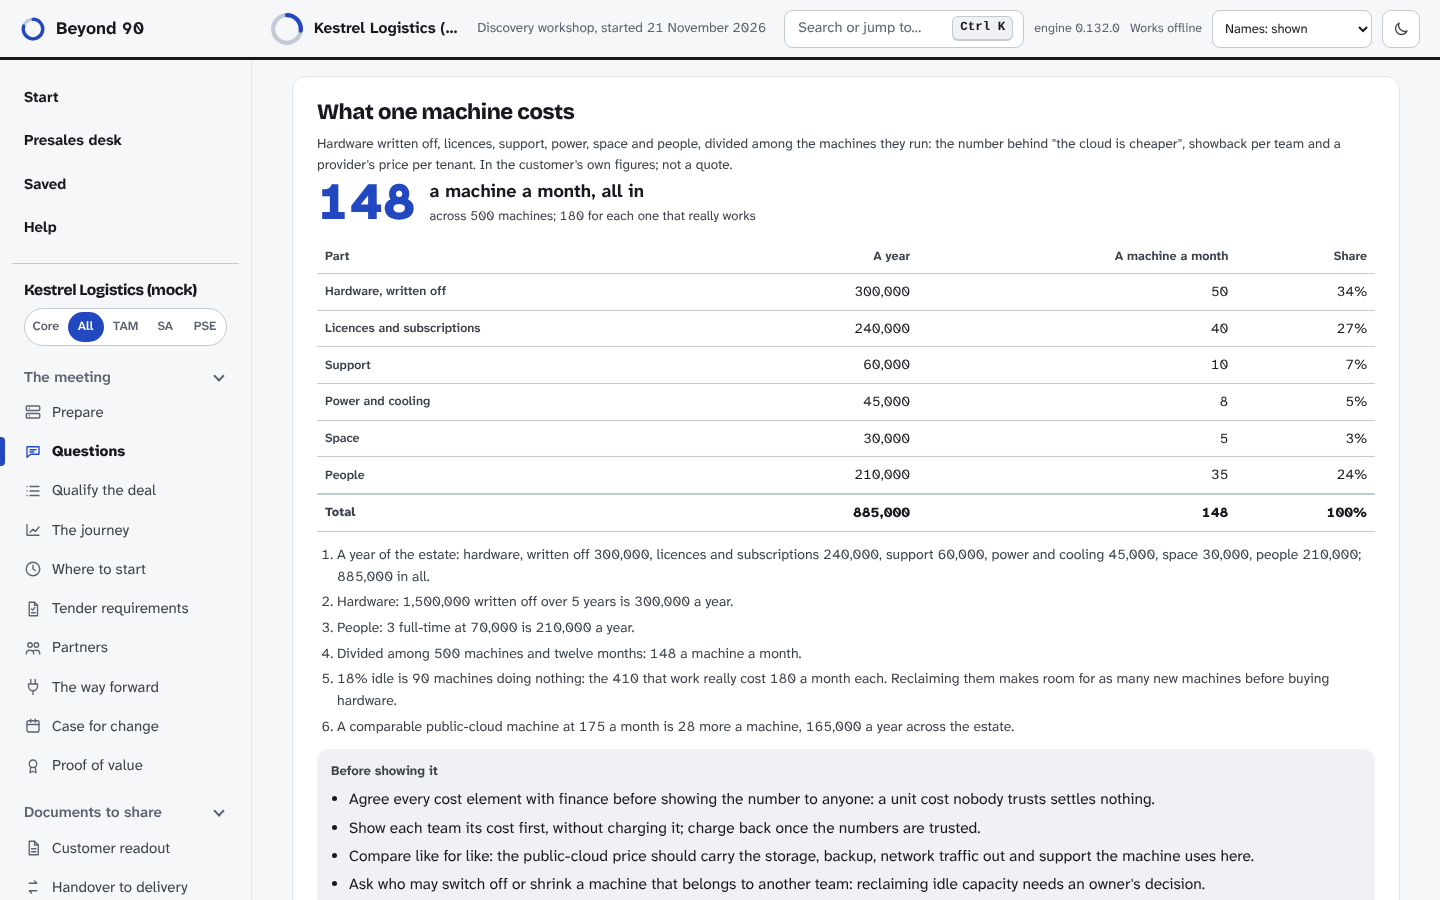 Beyond 90
Kestrel Logistics (...
Discovery workshop, started 21 November 2026
Search or jump to...
Ctrl K
engine 0.132.0
Works offline
Names: shown
Start
Presales desk
Saved
Help
Kestrel Logistics (mock)
Core
All
TAM
SA
PSE
The meeting
Prepare
Questions
Qualify the deal
The journey
Where to start
Tender requirements
Partners
The way forward
Case for change
Proof of value
Documents to share
Customer readout
Handover to delivery
What one machine costs
Hardware written off, licences, support, power, space and people, divided among the machines they run: the number behind "the cloud is cheaper", showback per team and a
provider's price per tenant. In the customer's own figures; not a quote.
148
a machine a month, all in
across 500 machines; 180 for each one that really works
Part A year A machine a month Share
Hardware, written off 300,000 50 34%
Licences and subscriptions 240,000 40 27%
Support 60,000 10 7%
Power and cooling 45,000 8 5%
Space 30,000 5 3%
People 210,000 35 24%
Total 885,000 148 100%
1. A year of the estate: hardware, written off 300,000, licences and subscriptions 240,000, support 60,000, power and cooling 45,000, space 30,000, people 210,000;
885,000 in all.
2. Hardware: 1,500,000 written off over 5 years is 300,000 a year.
3. People: 3 full-time at 70,000 is 210,000 a year.
4. Divided among 500 machines and twelve months: 148 a machine a month.
5. 18% idle is 90 machines doing nothing: the 410 that work really cost 180 a month each. Reclaiming them makes room for as many new machines before buying
hardware.
6. A comparable public-cloud machine at 175 a month is 28 more a machine, 165,000 a year across the estate.
Before showing it
• Agree every cost element with finance before showing the number to anyone: a unit cost nobody trusts settles nothing.
• Show each team its cost first, without charging it; charge back once the numbers are trusted.
• Compare like for like: the public-cloud price should carry the storage, backup, network traffic out and support the machine uses here.
• Ask who may switch off or shrink a machine that belongs to another team: reclaiming idle capacity needs an owner's decision.